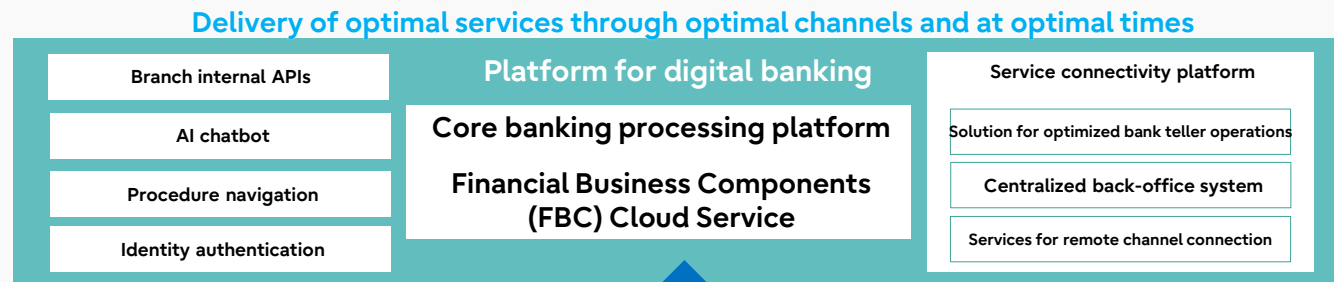 Delivery of optimal services through optimal channels and at optimal times
Branch internal APIs
AI chatbot
Procedure navigation
Identity authentication
Platform for digital banking
Core banking processing platform
Financial Business Components
(FBC) Cloud Service
Service connectivity platform
Solution for optimized bank teller operations
Centralized back-office system
Services for remote channel connection